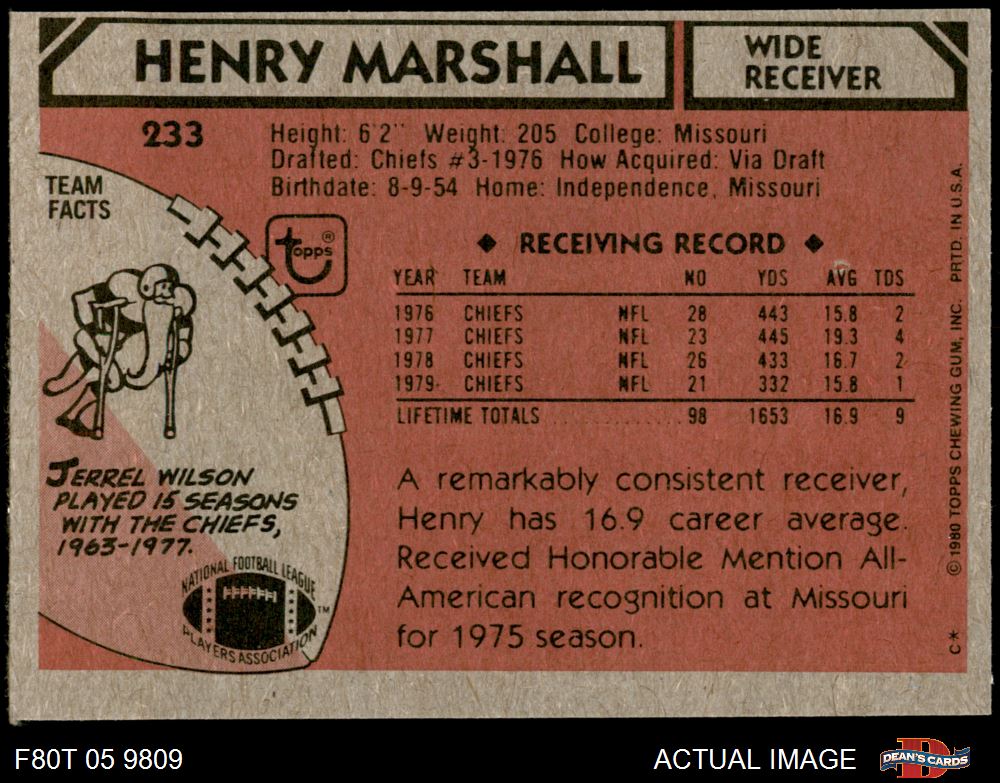 HENRY MARSHALL
WIDE
RECEIVER
233
Height: 6'2" Weight: 205 College: Missouri
Drafted: Chiefs #3-1976 How Acquired: Via Draft
Birthdate: 8-9-54 Home: Independence, Missouri
TEAM
FACTS
topps ®
◆ RECEIVING RECORD ◆
YEAR TEAM NO YDS AVG TDS
1976 CHIEFS NFL 28 443 15.8 2
1977 CHIEFS NFL 23 445 19.3 4
1978 CHIEFS NFL 26 433 16.7 2
1979 CHIEFS NFL 21 332 15.8 1
LIFETIME TOTALS 98 1653 16.9 9
JERREL WILSON
PLAYED 15 SEASONS
WITH THE CHIEFS,
1963-1977.
NATIONAL FOOTBALL LEAGUE
PLAYERS ASSOCIATION
TM
A remarkably consistent receiver,
Henry has 16.9 career average.
Received Honorable Mention All-
American recognition at Missouri
for 1975 season.
© 1980 TOPPS CHEWING GUM, INC. PRTD. IN U.S.A.
C*
F80T 05 9809
ACTUAL IMAGE
DEAN'S CARDS